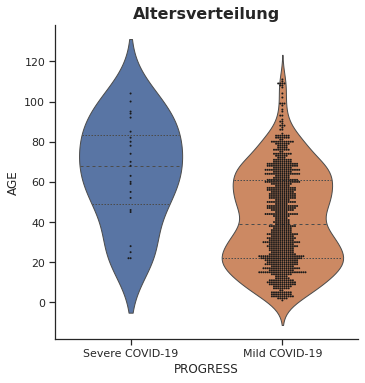 Altersverteilung
AGE
120
100
80
60
40
20
0
Severe COVID-19 Mild COVID-19
PROGRESS